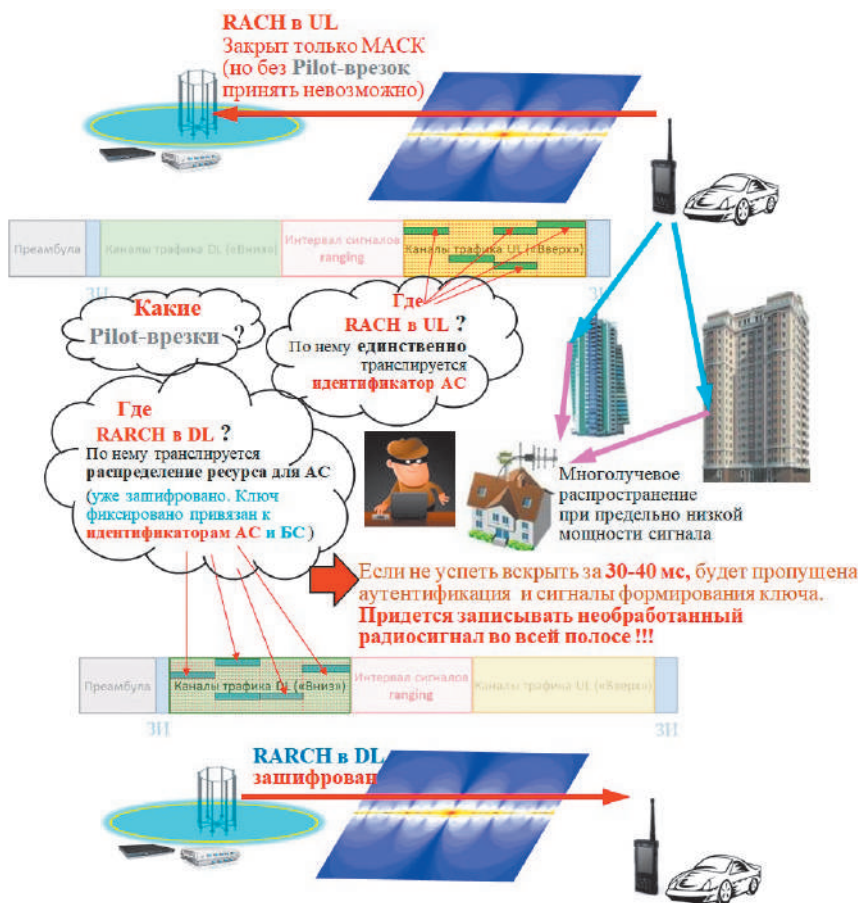 RACH в UL
Закрыт только МАСК
(но без Pilot-врезок
принять невозможно)
Преамбула
ЗИ
Каналы трафика DL («Вниз»)
Интервал сигналов
ranging
Каналы трафика UL («Вверх»)
ЗИ
Какие
Pilot-врезки ?
Где
RACH в UL ?
По нему единственно
транслируется
идентификатор АС
Где
RARCH в DL ?
По нему транслируется
распределение ресурса для АС
(уже зашифровано. Ключ
фиксировано привязан к
идентификаторам АС и БС)
Многолучевое
распространение
при предельно низкой
мощности сигнала
Если не успеть вскрыть за 30-40 мс, будет пропущена
аутентификация и сигналы формирования ключа.
Придется записывать необработанный
радиосигнал во всей полосе !!!
Преамбула
ЗИ
Каналы трафика DL («Вниз»)
Интервал сигналов
ranging
Каналы трафика UL («Вверх»)
ЗИ
RARCH в DL
зашифрован